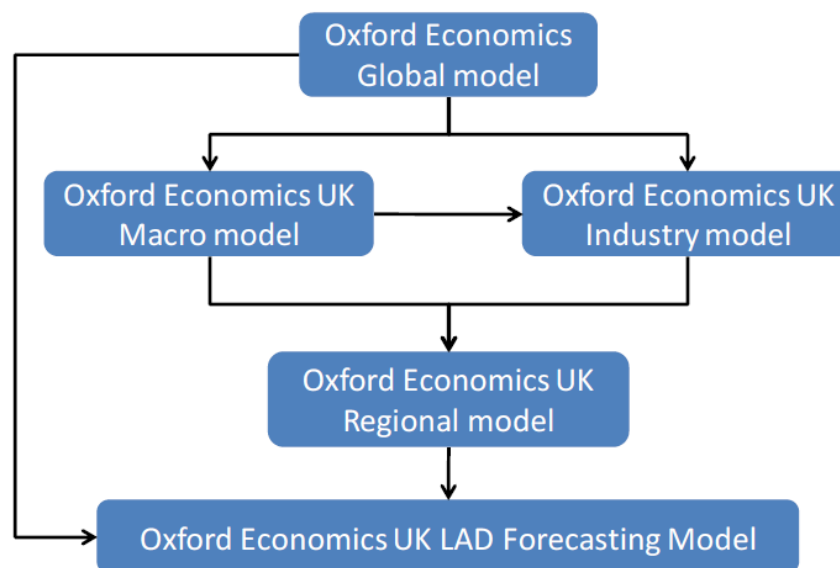 Oxford Economics
Global model
Oxford Economics UK
Macro model
Oxford Economics UK
Industry model
Oxford Economics UK
Regional model
Oxford Economics UK LAD Forecasting Model